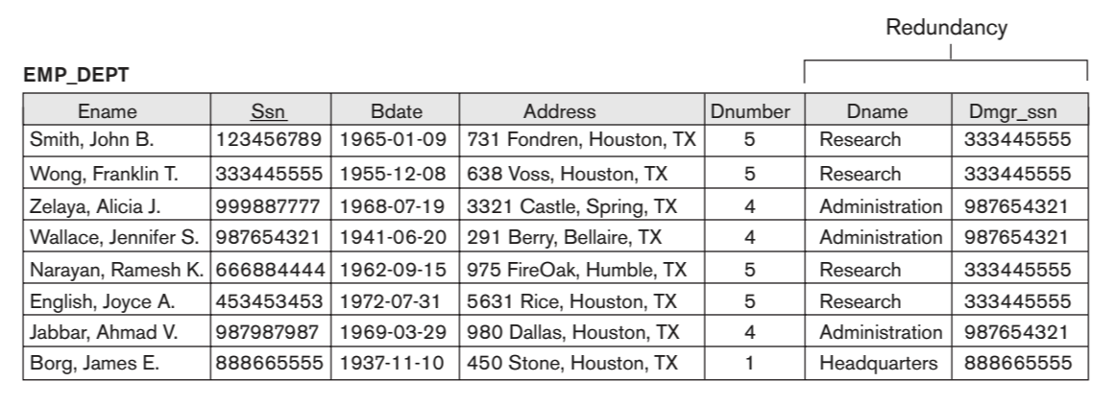 Redundancy
EMP_DEPT
Ename Ssn Bdate Address Dnumber Dname Dmgr_ssn
Smith, John B. 123456789 1965-01-09 731 Fondren, Houston, TX 5 Research 333445555
Wong, Franklin T. 333445555 1955-12-08 638 Voss, Houston, TX 5 Research 333445555
Zelaya, Alicia J. 999887777 1968-07-19 3321 Castle, Spring, TX 4 Administration 987654321
Wallace, Jennifer S. 987654321 1941-06-20 291 Berry, Bellaire, TX 4 Administration 987654321
Narayan, Ramesh K. 666884444 1962-09-15 975 FireOak, Humble, TX 5 Research 333445555
English, Joyce A. 453453453 1972-07-31 5631 Rice, Houston, TX 5 Research 333445555
Jabbar, Ahmad V. 987987987 1969-03-29 980 Dallas, Houston, TX 4 Administration 987654321
Borg, James E. 888665555 1937-11-10 450 Stone, Houston, TX 1 Headquarters 888665555